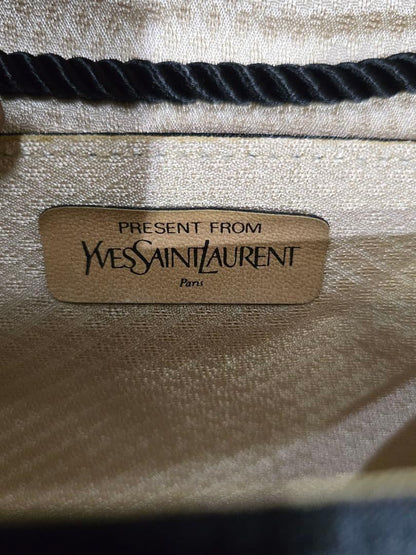 PRESENT FROM
YVESSAINTLAURENT
Paris